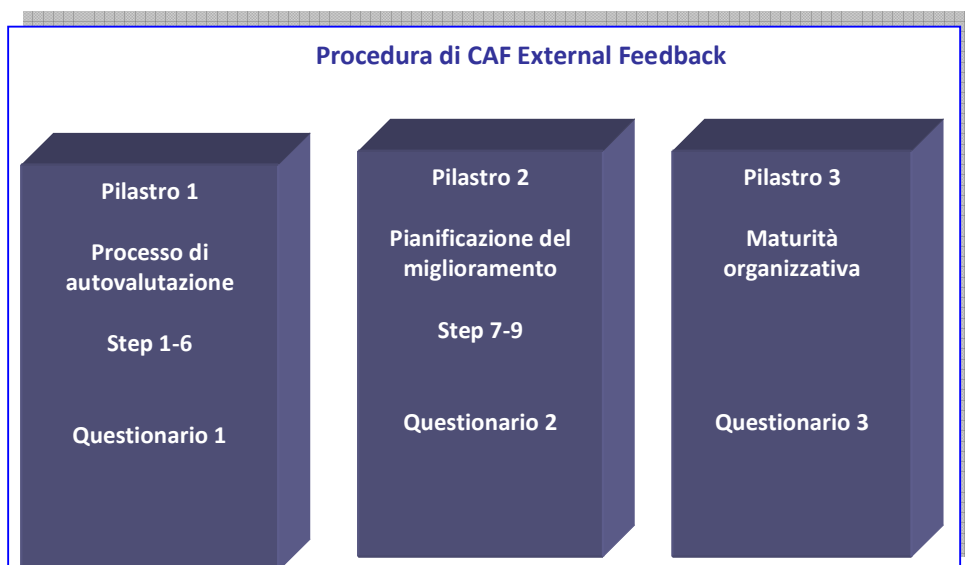 Procedura di CAF External Feedback
Pilastro 1
Processo di
autovalutazione
Step 1-6
Questionario 1
Pilastro 2
Pianificazione del
miglioramento
Step 7-9
Questionario 2
Pilastro 3
Maturità
organizzativa
Questionario 3